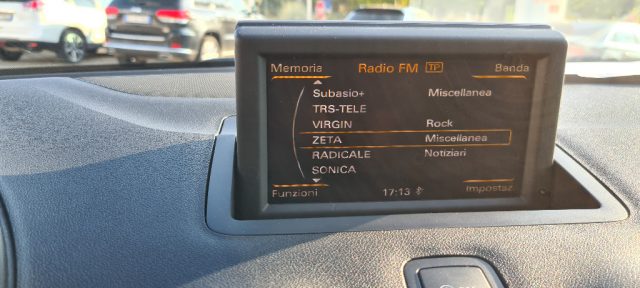 Memoria Radio FM TP Banda
Subasio+ Miscellanea
TRS-TELE
VIRGIN Rock
ZETA Miscellanea
RADICALE Notiziari
SONICA
Funzioni 17:13 Impostaz.